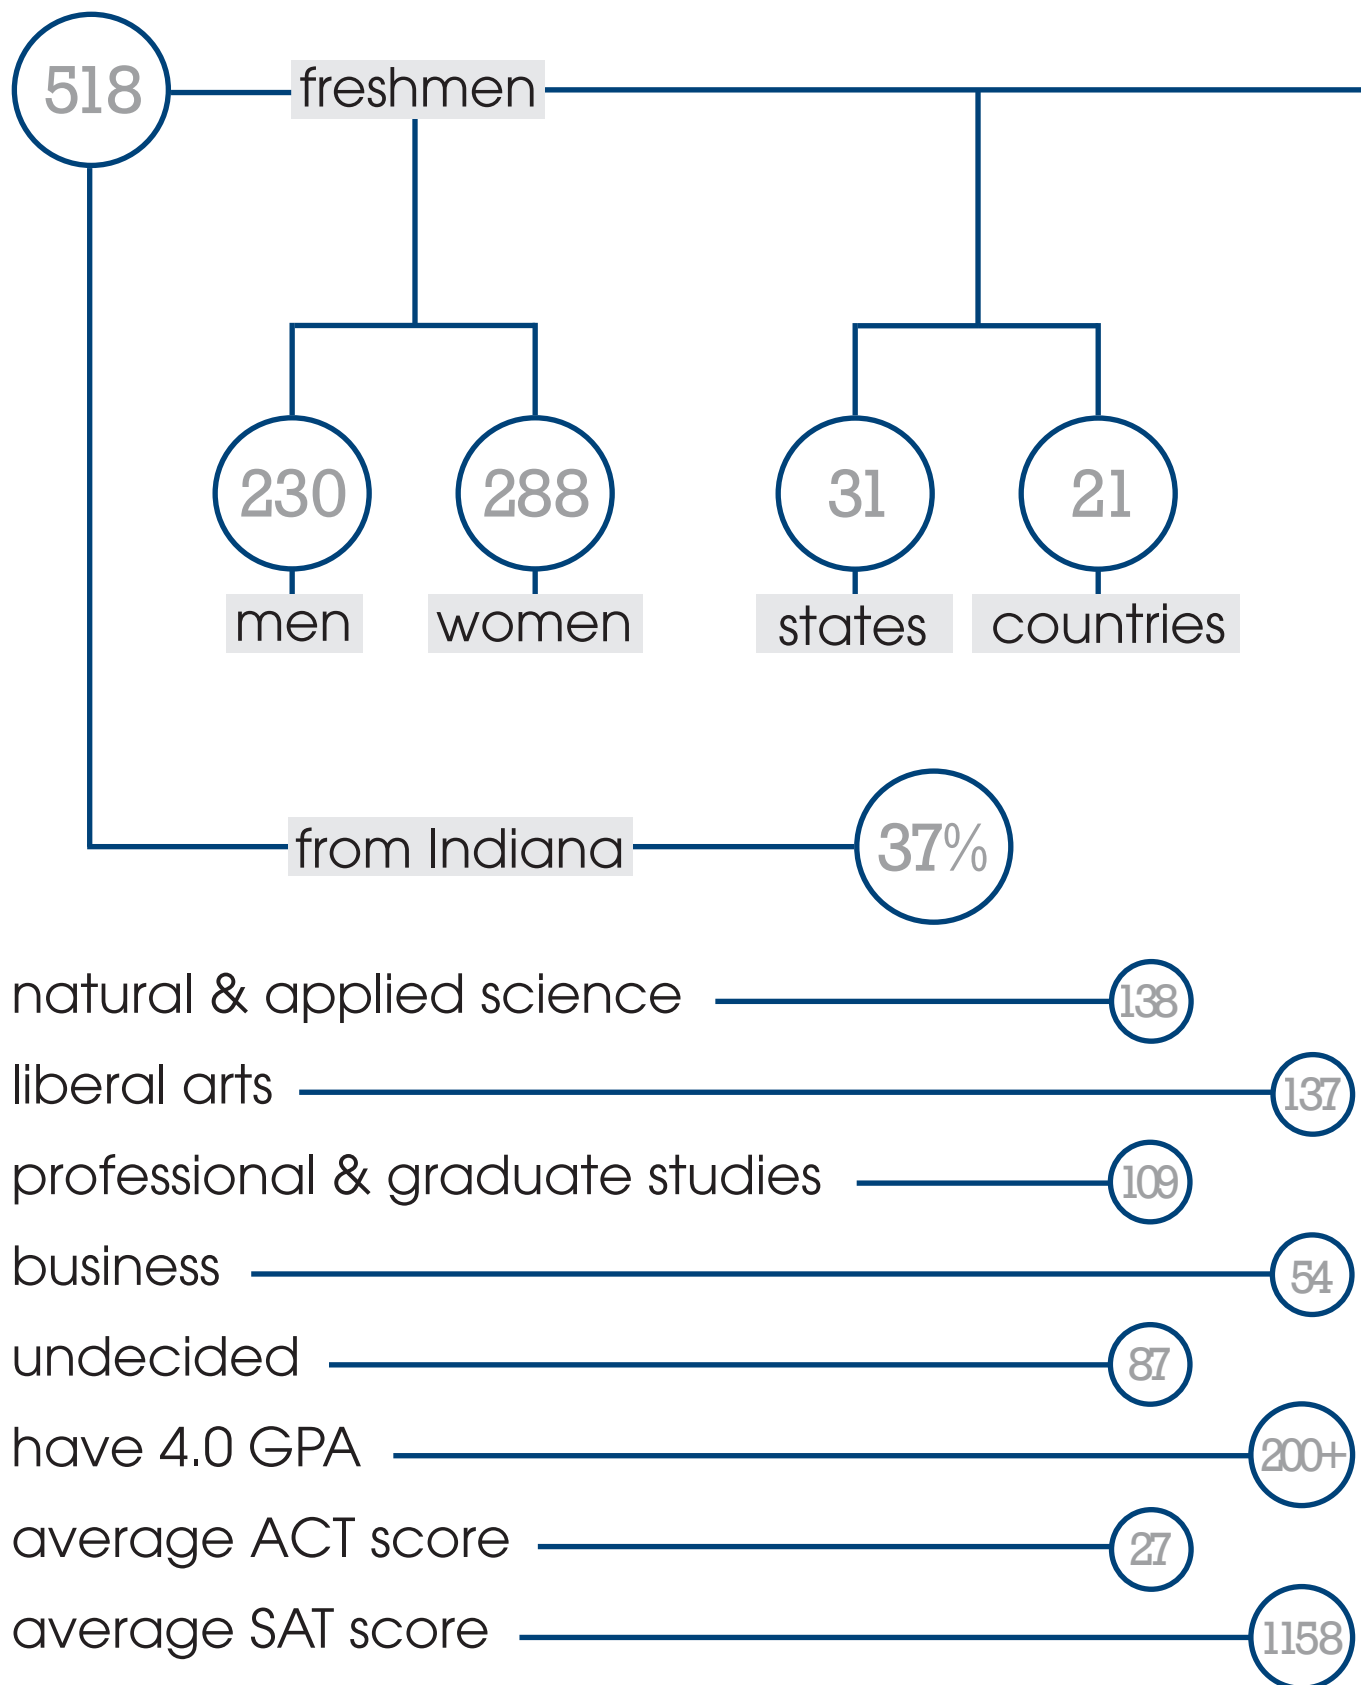 518 freshmen
230 288 31 21
men women states countries
from Indiana 37%
natural & applied science 138
liberal arts 137
professional & graduate studies 109
business 54
undecided 87
have 4.0 GPA 200+
average ACT score 27
average SAT score 1158